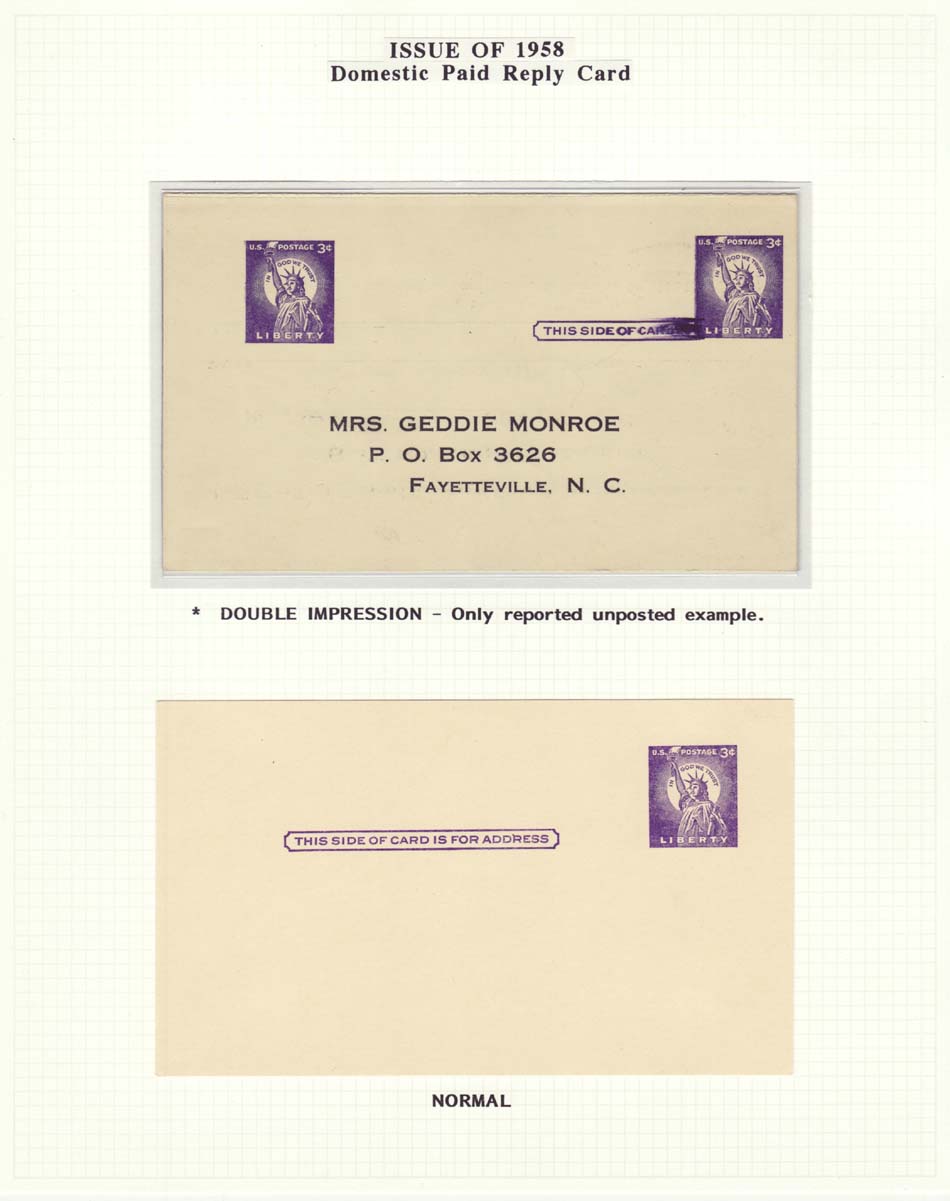 ISSUE OF 1958
Domestic Paid Reply Card
U.S. POSTAGE 3¢
IN GOD WE TRUST
LIBERTY
U.S. POSTAGE 3¢
IN GOD WE TRUST
THIS SIDE OF CAR
LIBERTY
MRS. GEDDIE MONROE
P. O. Box 3626
FAYETTEVILLE, N. C.
* DOUBLE IMPRESSION - Only reported unposted example.
U.S. POSTAGE 3¢
IN GOD WE TRUST
LIBERTY
THIS SIDE OF CARD IS FOR ADDRESS
NORMAL